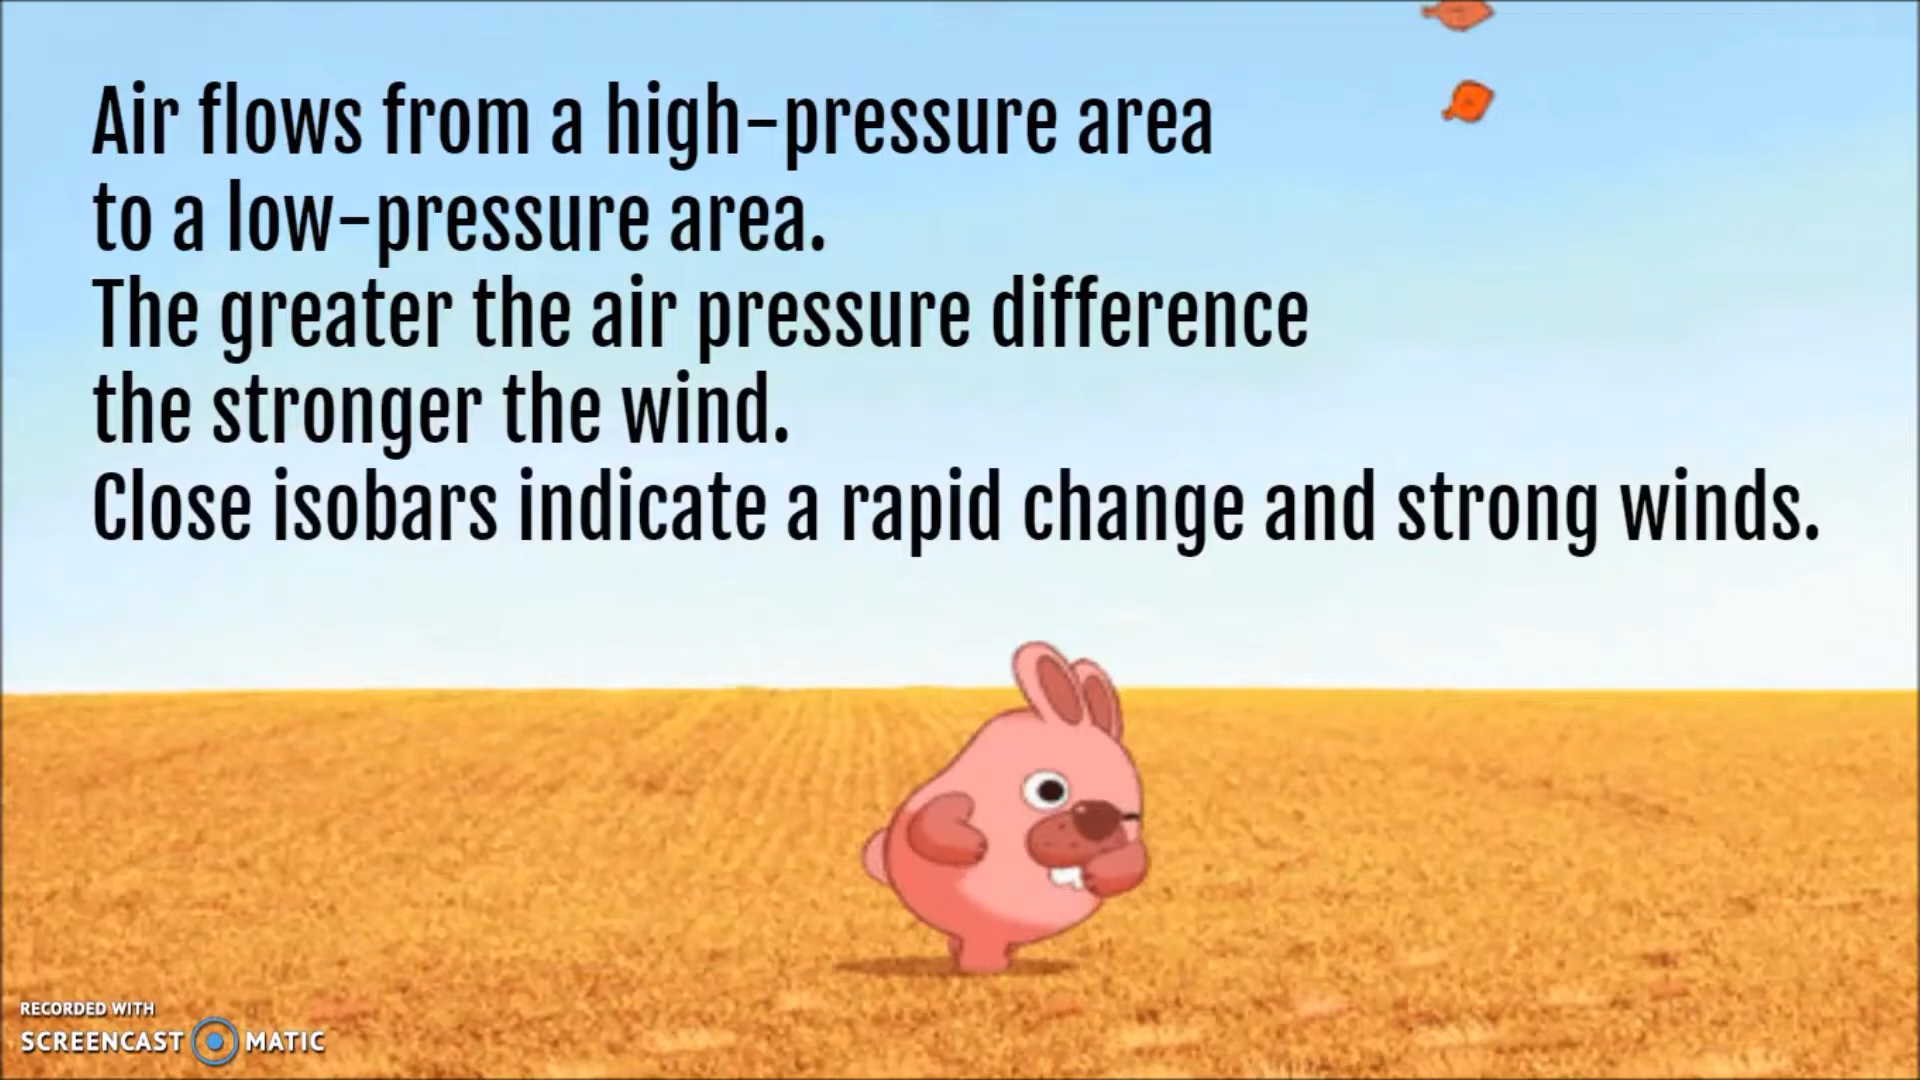 Air flows from a high-pressure area
to a low-pressure area.
The greater the air pressure difference
the stronger the wind.
Close isobars indicate a rapid change and strong winds.
RECORDED WITH
SCREENCAST MATIC